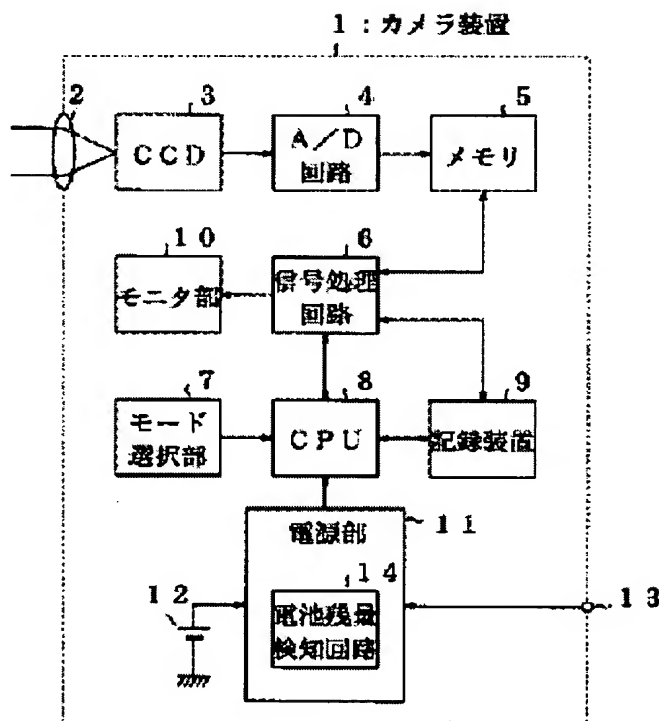 1：カメラ装置
2
3
4
5
CCD
A／D
回路
メモリ
10
6
モニタ部
信号処理
回路
7
8
9
モード
選択部
CPU
記録装置
11
電源部
12
14
13
電池残量
検知回路